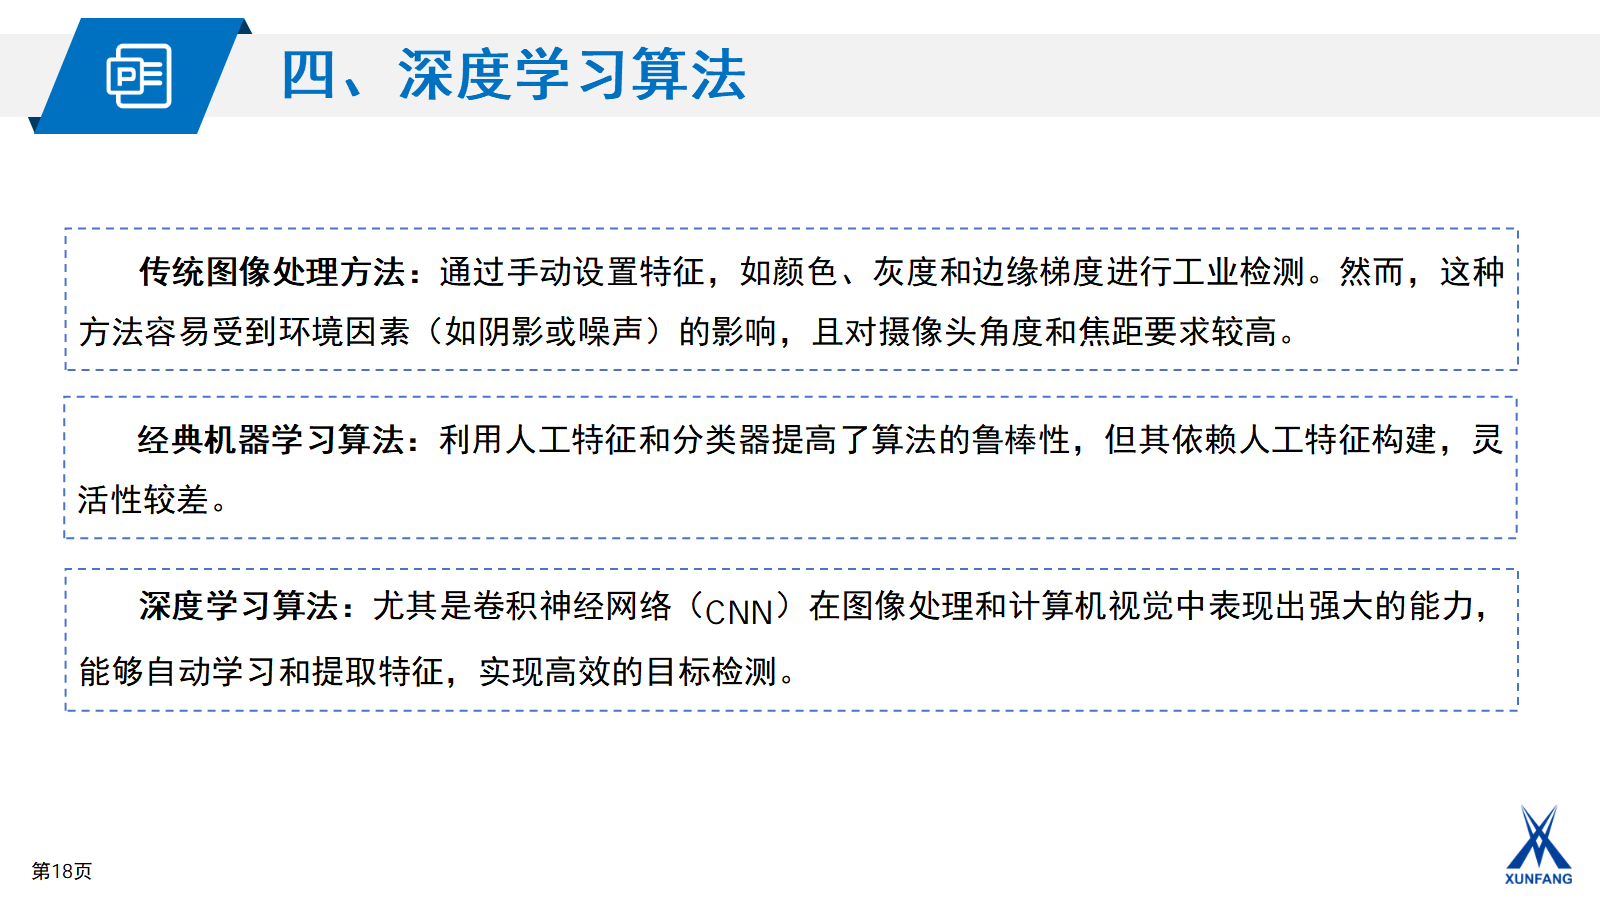 四、深度学习算法
传统图像处理方法：通过手动设置特征，如颜色、灰度和边缘梯度进行工业检测。然而，这种
方法容易受到环境因素（如阴影或噪声）的影响，且对摄像头角度和焦距要求较高。
经典机器学习算法：利用人工特征和分类器提高了算法的鲁棒性，但其依赖人工特征构建，灵
活性较差。
深度学习算法：尤其是卷积神经网络（CNN）在图像处理和计算机视觉中表现出强大的能力，
能够自动学习和提取特征，实现高效的目标检测。
第18页
XUNFANG